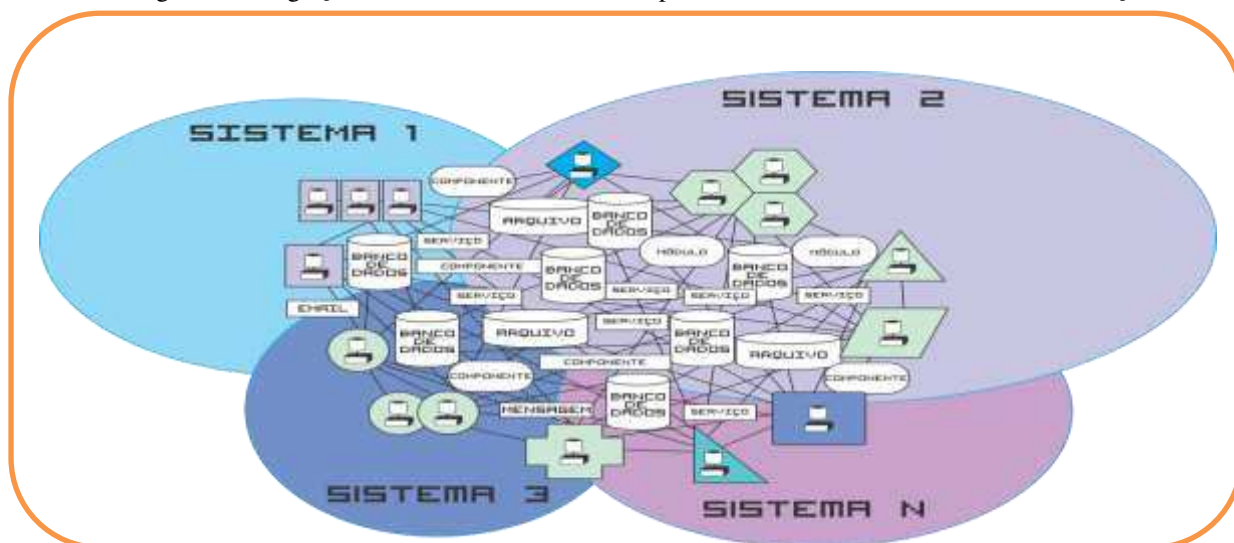 SISTEMA 2
SISTEMA 1
COMPONENTE
ARQUIVO
BANCO
DE
DADOS
SERVIÇO
MÓDULO
MÓDULO
BANCO
DE
DADOS
COMPONENTE
BANCO
DE
DADOS
BANCO
DE
DADOS
SERVIÇO
SERVIÇO
SERVIÇO
SERVIÇO
EMAIL
BANCO
DE
DADOS
ARQUIVO
SERVIÇO
BANCO
DE
DADOS
ARQUIVO
COMPONENTE
COMPONENTE
COMPONENTE
BANCO
DE
DADOS
MENSAGEM
SERVIÇO
SISTEMA 3
SISTEMA N